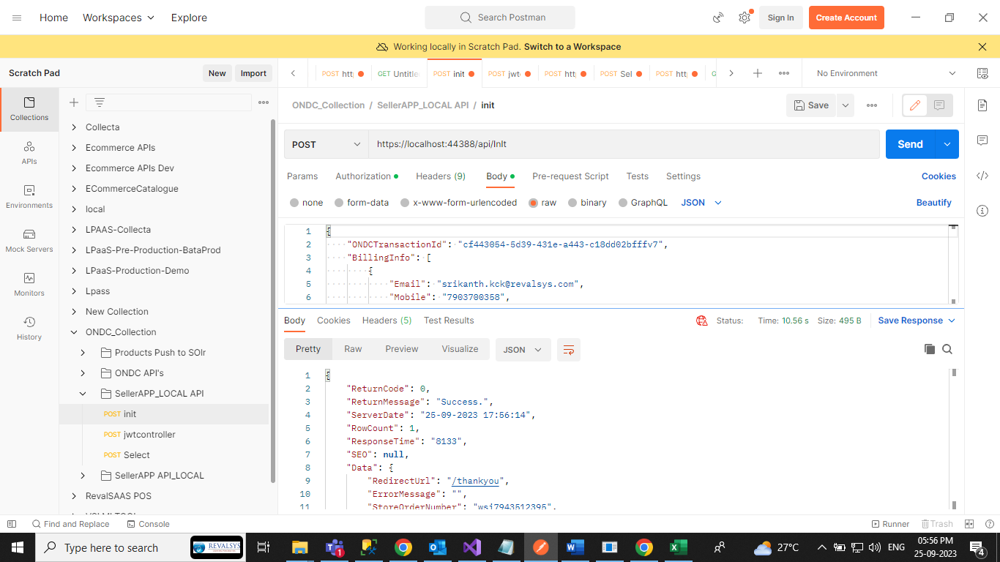 Home Workspaces Explore Search Postman Sign In Create Account
Working locally in Scratch Pad. Switch to a Workspace
Scratch Pad New Import
POST htt GET Untitle POST init POST jwt POST htt POST Sel POST htt G No Environment
Collections
APIs
Environments
Mock Servers
Monitors
History
Collecta
Ecommerce APIs
Ecommerce APIs Dev
ECommerceCatalogue
local
LPAAS-Collecta
LPaaS-Pre-Production-BataProd
LPaaS-Production-Demo
Lpass
New Collection
ONDC_Collection
Products Push to SOlr
ONDC API's
SellerAPP_LOCAL API
POST init
POST jwtcontroller
POST Select
SellerAPP API_LOCAL
RevalSAAS POS
ONDC_Collection / SellerAPP_LOCAL API / init Save
POST https://localhost:44388/api/InIt Send
Params Authorization Headers (9) Body Pre-request Script Tests Settings Cookies
none form-data x-www-form-urlencoded raw binary GraphQL JSON Beautify
1 {
2 "ONDCTransactionId": "cf443054-5d39-431e-a443-c18dd02bfffv7",
3 "BillingInfo": [
4 {
5 "Email": "srikanth.kck@revalsys.com",
6 "Mobile": "7903700358",
Body Cookies Headers (5) Test Results Status: Time: 10.56 s Size: 495 B Save Response
Pretty Raw Preview Visualize JSON
1 {
2 "ReturnCode": 0,
3 "ReturnMessage": "Success.",
4 "ServerDate": "25-09-2023 17:56:14",
5 "RowCount": 1,
6 "ResponseTime": "8133",
7 "SEO": null,
8 "Data": {
9 "RedirectUrl": "/thankyou",
10 "ErrorMessage": "",
11 "StoreOrderNumber": "wsi7943512395",
Find and Replace Console Runner Trash
Type here to search REVALSYS 1 27°C ENG 05:56 PM
25-09-2023 4